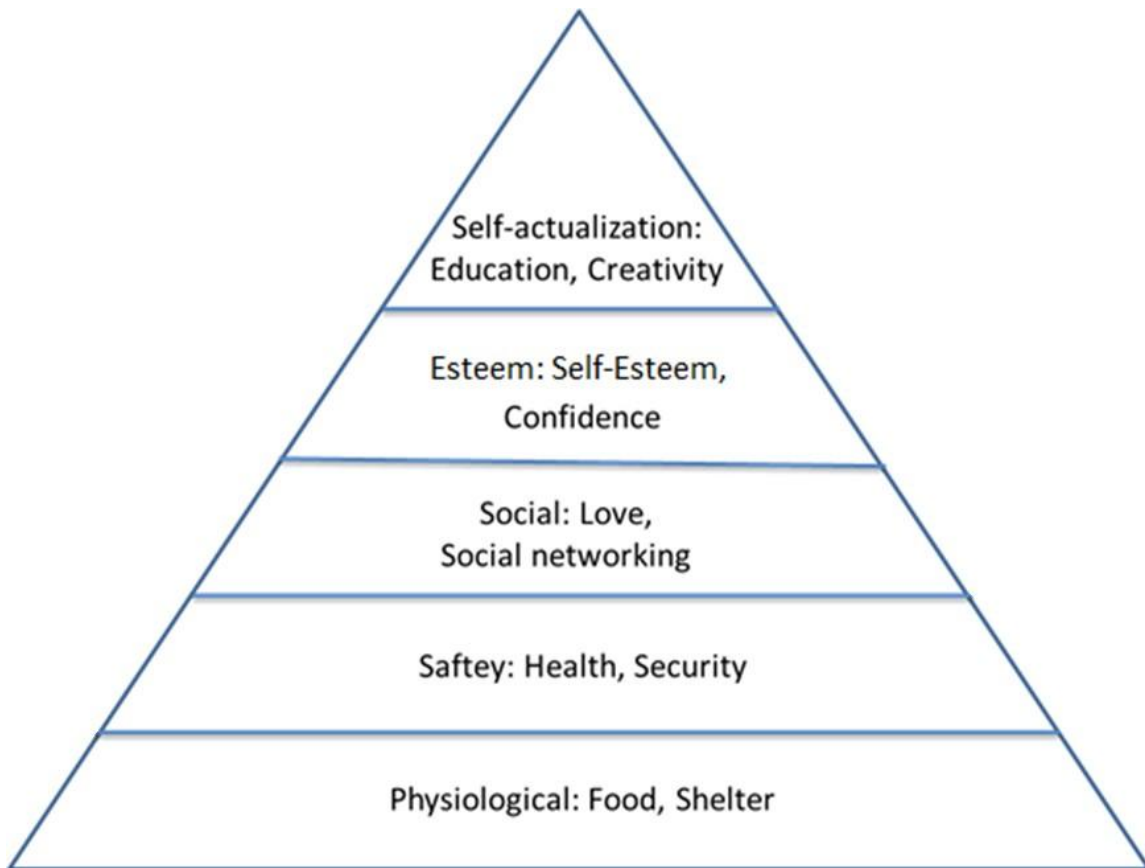 Self-actualization:
Education, Creativity
Esteem: Self-Esteem,
Confidence
Social: Love,
Social networking
Saftey: Health, Security
Physiological: Food, Shelter